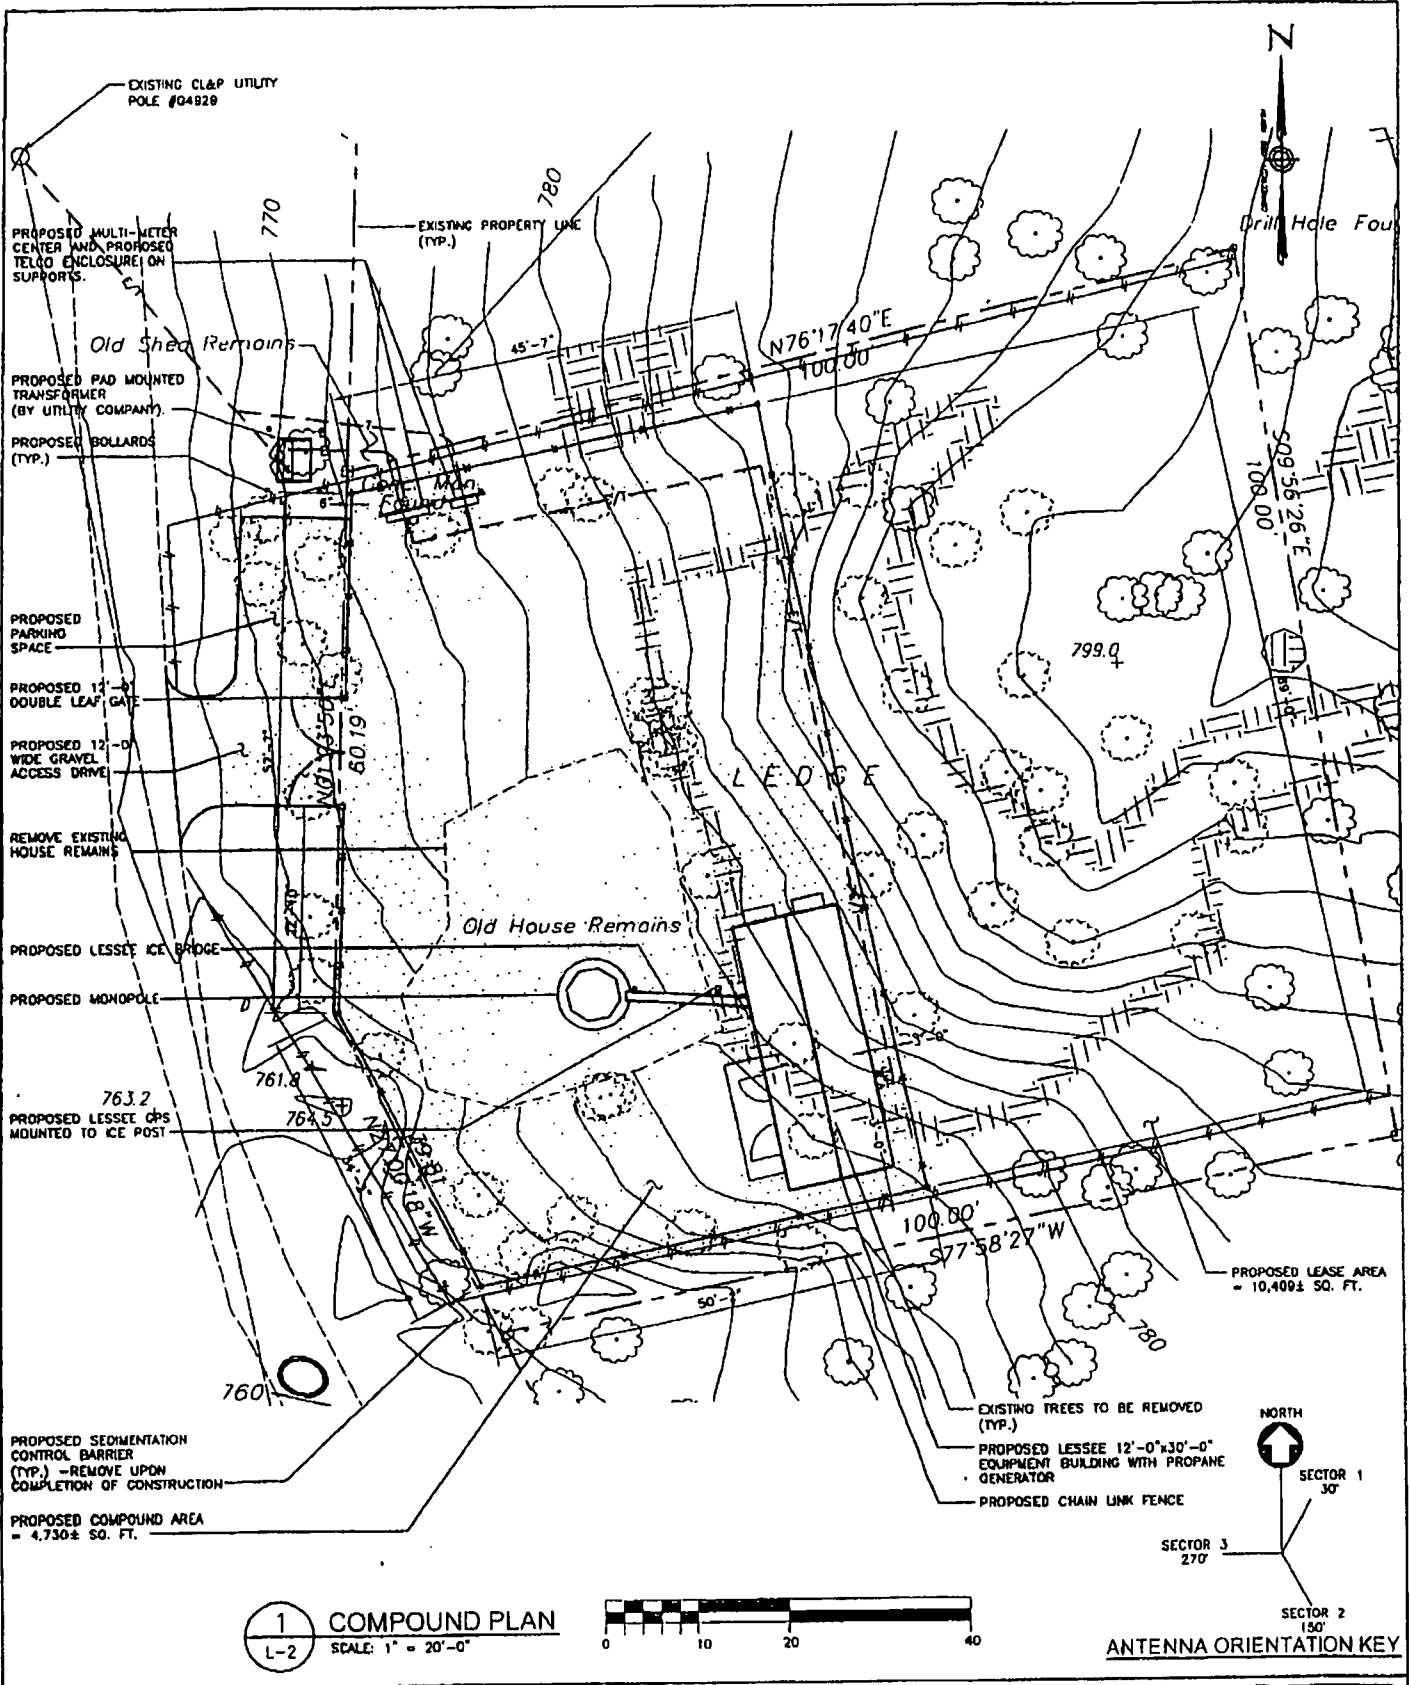 EXISTING CL&P UTILITY
POLE #04929
N
780
770
EXISTING PROPERTY LINE
(TYP.)
Drill Hole Fou
PROPOSED MULTI-METER
CENTER AND PROPOSED
TELCO ENCLOSURE ON
SUPPORTS.
Old Shed Remains
45'-7"
N76°17'40"E
100.00
PROPOSED PAD MOUNTED
TRANSFORMER
(BY UTILITY COMPANY).
PROPOSED BOLLARDS
(TYP.)
Mon
Found
S09°56'26"E
100.00
PROPOSED
PARKING
SPACE
799.0
PROPOSED 12'-0"
DOUBLE LEAF GATE
PROPOSED 12'-0"
WIDE GRAVEL
ACCESS DRIVE
60.19
LEDGE
REMOVE EXISTING
HOUSE REMAINS
Old House Remains
PROPOSED LESSEE ICE BRIDGE
PROPOSED MONOPOLE
761.8
763.2
764.5
PROPOSED LESSEE GPS
MOUNTED TO ICE POST
100.00'
S77°58'27"W
PROPOSED LEASE AREA
= 10,409± SQ. FT.
780
760
EXISTING TREES TO BE REMOVED
(TYP.)
PROPOSED LESSEE 12'-0"x30'-0"
EQUIPMENT BUILDING WITH PROPANE
GENERATOR
PROPOSED CHAIN LINK FENCE
PROPOSED SEDIMENTATION
CONTROL BARRIER
(TYP.) -REMOVE UPON
COMPLETION OF CONSTRUCTION
PROPOSED COMPOUND AREA
= 4,730± SQ. FT.
NORTH
SECTOR 1
30°
SECTOR 3
270°
SECTOR 2
150°
ANTENNA ORIENTATION KEY
1
L-2
COMPOUND PLAN
SCALE: 1" = 20'-0"
0 10 20 40